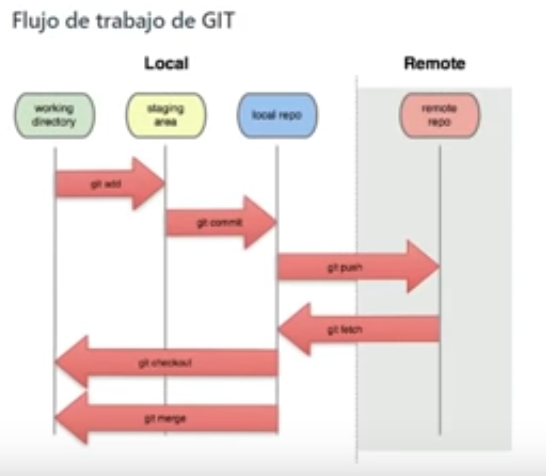 Flujo de trabajo de GIT
Local
Remote
working
directory
staging
area
local repo
remote
repo
git add
git commit
git push
git fetch
git checkout
git merge